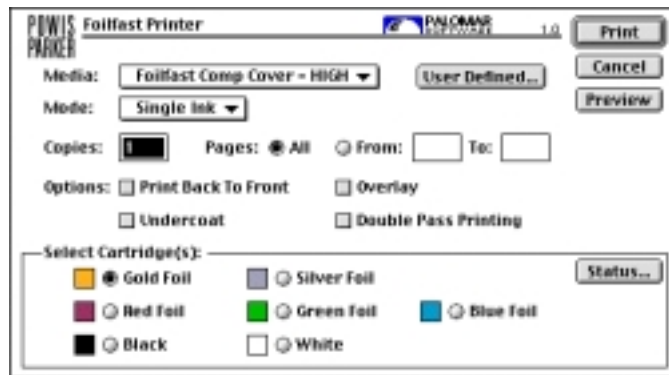 POWIS PARKER Foilfast Printer PALOMAR SOFTWARE 1.0 Print
Media: Foilfast Comp Cover - HIGH User Defined... Cancel
Mode: Single Ink Preview
Copies: 1 Pages: All From: To:
Options: Print Back To Front Overlay
Undercoat Double Pass Printing
Select Cartridge(s):
Gold Foil Silver Foil Status...
Red Foil Green Foil Blue Foil
Black White